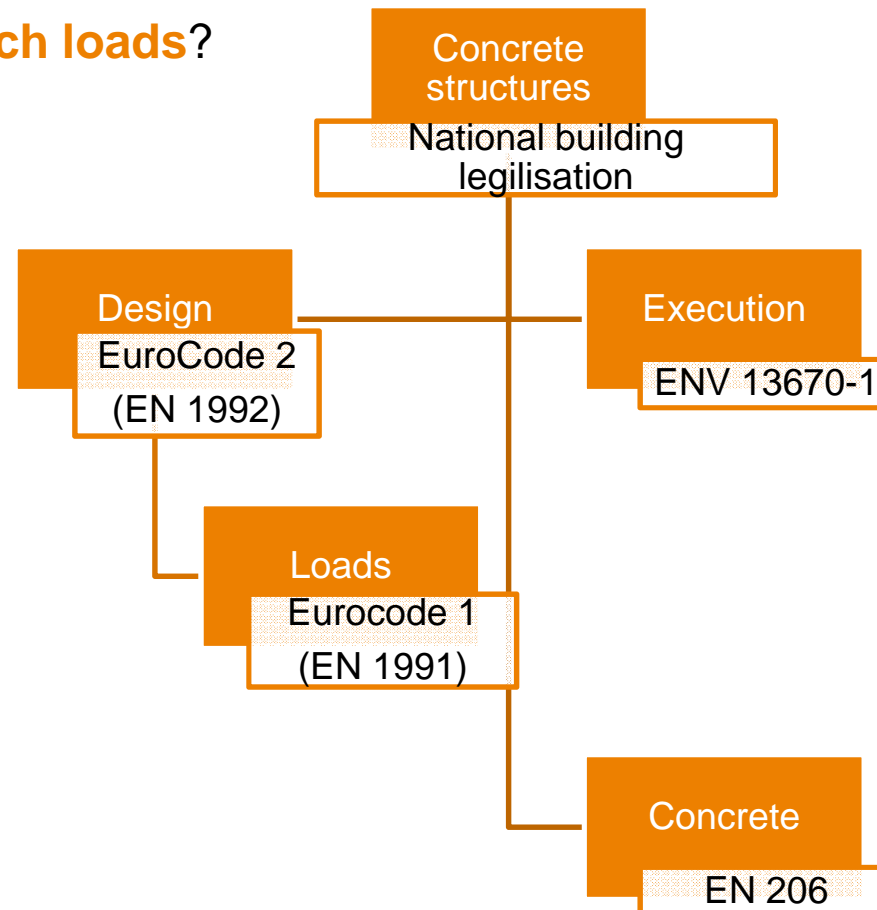 ch loads?
Concrete
structures
National building
legilisation
Design
EuroCode 2
(EN 1992)
Execution
ENV 13670-1
Loads
Eurocode 1
(EN 1991)
Concrete
EN 206